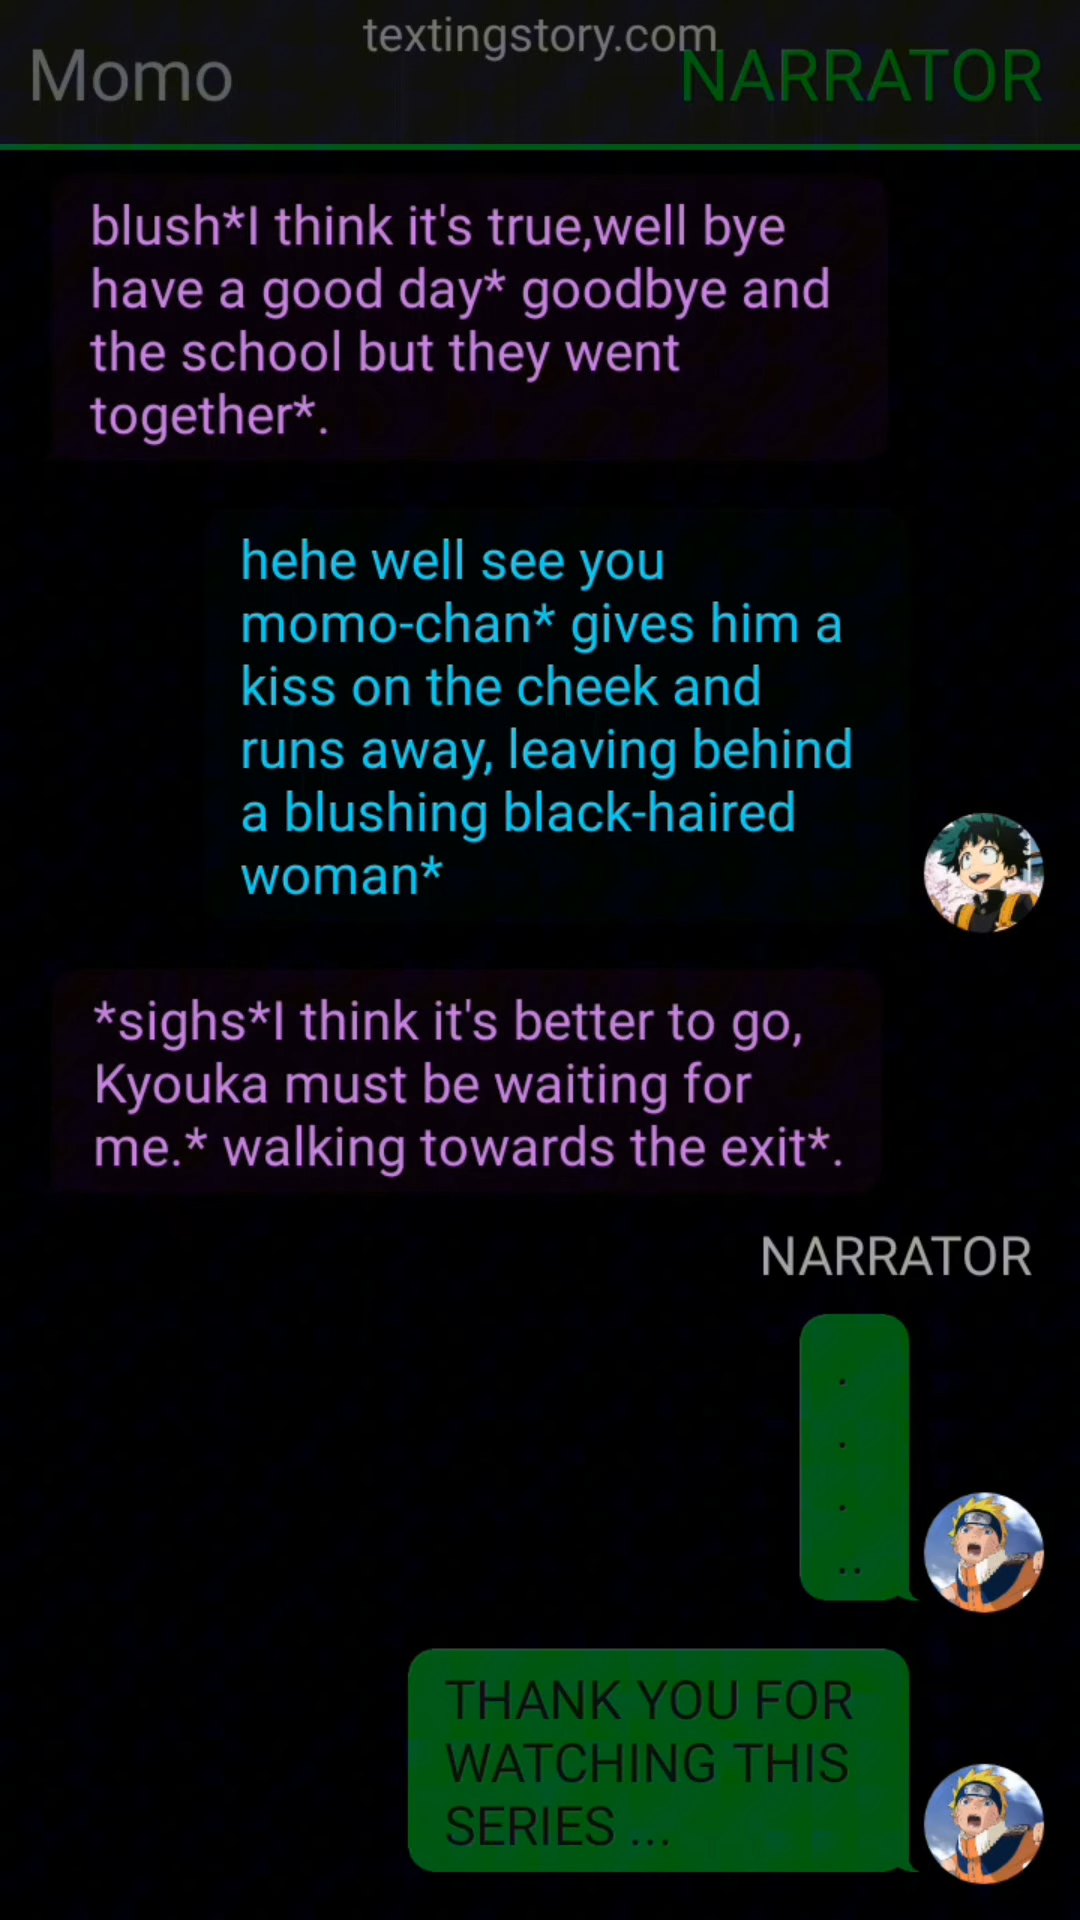 textingstory.com
Momo NARRATOR
blush*I think it's true,well bye
have a good day* goodbye and
the school but they went
together*.
hehe well see you
momo-chan* gives him a
kiss on the cheek and
runs away, leaving behind
a blushing black-haired
woman*
*sighs*I think it's better to go,
Kyouka must be waiting for
me.* walking towards the exit*.
NARRATOR
.
.
.
..
THANK YOU FOR
WATCHING THIS
SERIES ...